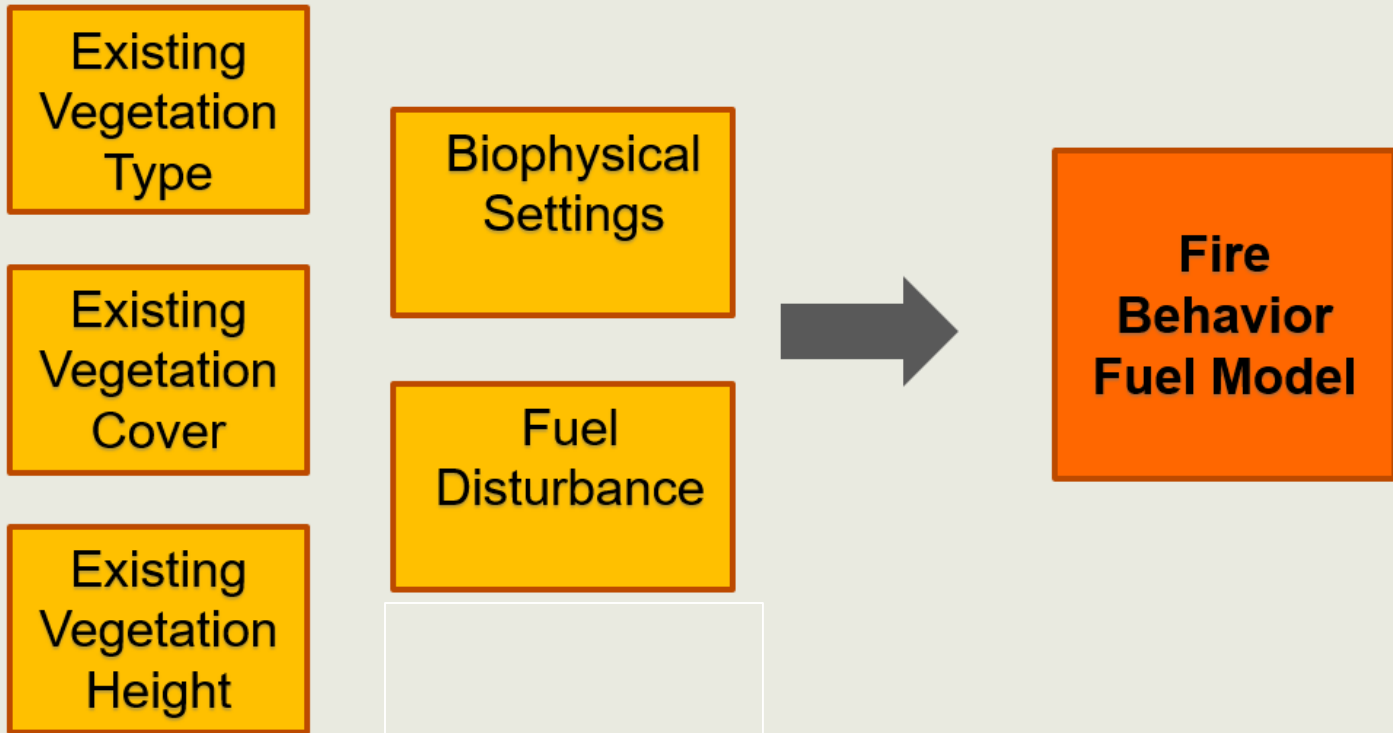 Existing
Vegetation
Type
Existing
Vegetation
Cover
Existing
Vegetation
Height
Biophysical
Settings
Fuel
Disturbance
Fire
Behavior
Fuel Model